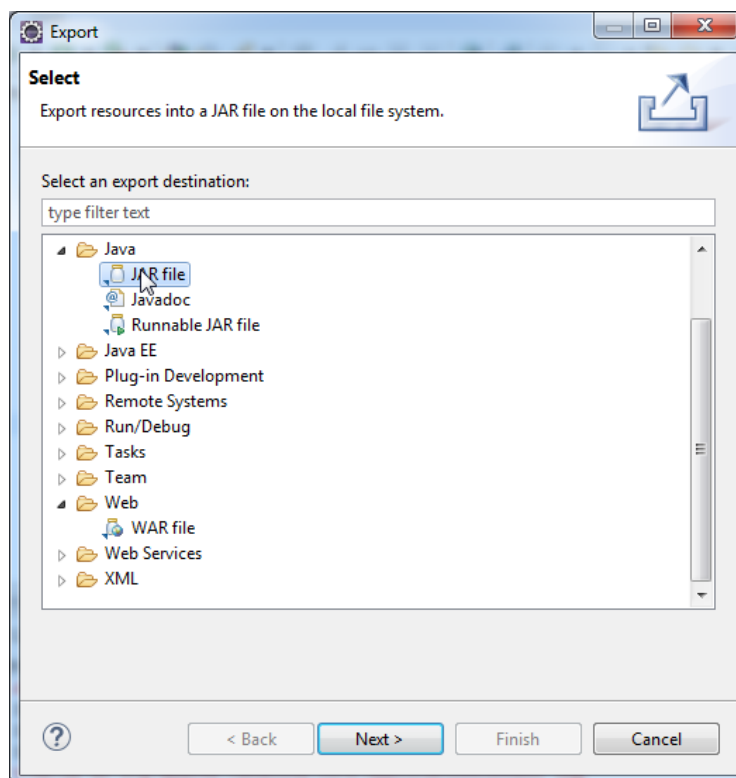 Export
Select
Export resources into a JAR file on the local file system.
Select an export destination:
type filter text
Java
JAR file
Javadoc
Runnable JAR file
Java EE
Plug-in Development
Remote Systems
Run/Debug
Tasks
Team
Web
WAR file
Web Services
XML
? < Back Next > Finish Cancel